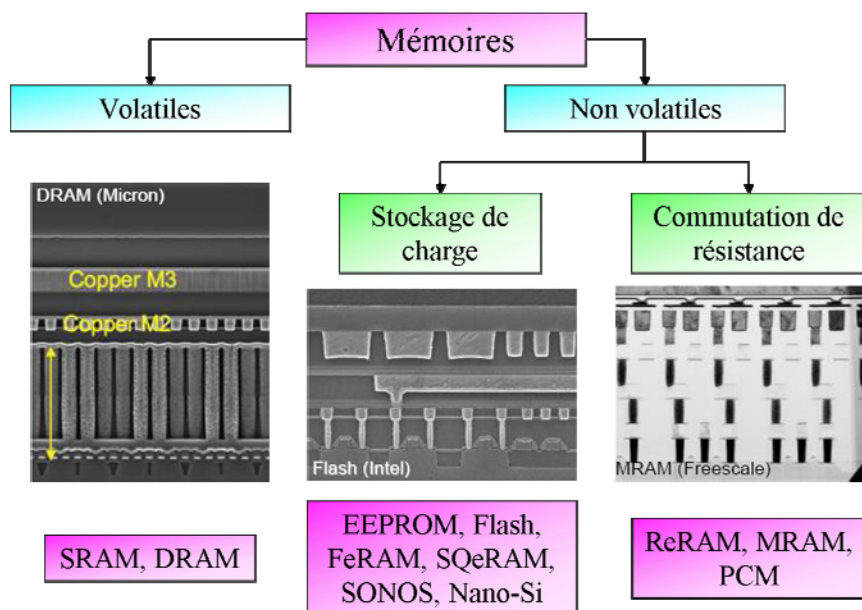 Mémoires
Volatiles
Non volatiles
Stockage de
charge
Commutation de
résistance
DRAM (Micron)
Copper M3
Copper M2
Flash (Intel)
MRAM (Freescale)
SRAM, DRAM
EEPROM, Flash,
FeRAM, SQeRAM,
SONOS, Nano-Si
ReRAM, MRAM,
PCM